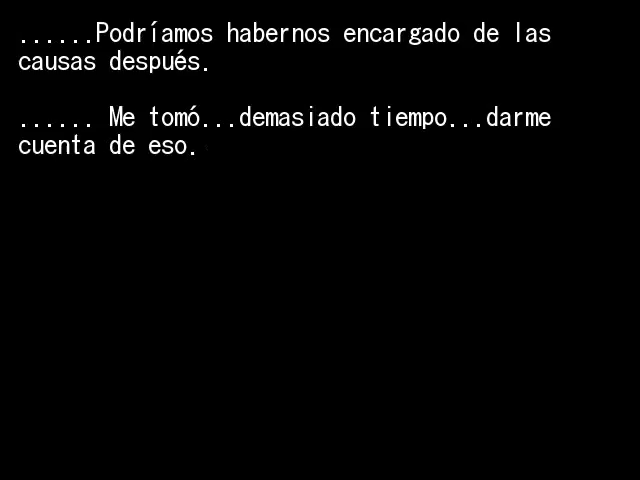 ......Podríamos habernos encargado de las
causas después.
...... Me tomó...demasiado tiempo...darme
cuenta de eso.